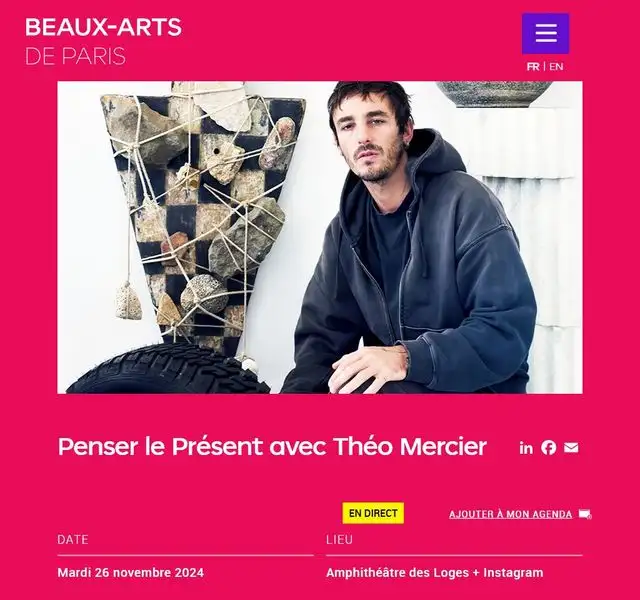 BEAUX-ARTS
DE PARIS
FR | EN
Penser le Présent avec Théo Mercier
EN DIRECT
AJOUTER À MON AGENDA
DATE
LIEU
Mardi 26 novembre 2024
Amphithéâtre des Loges + Instagram